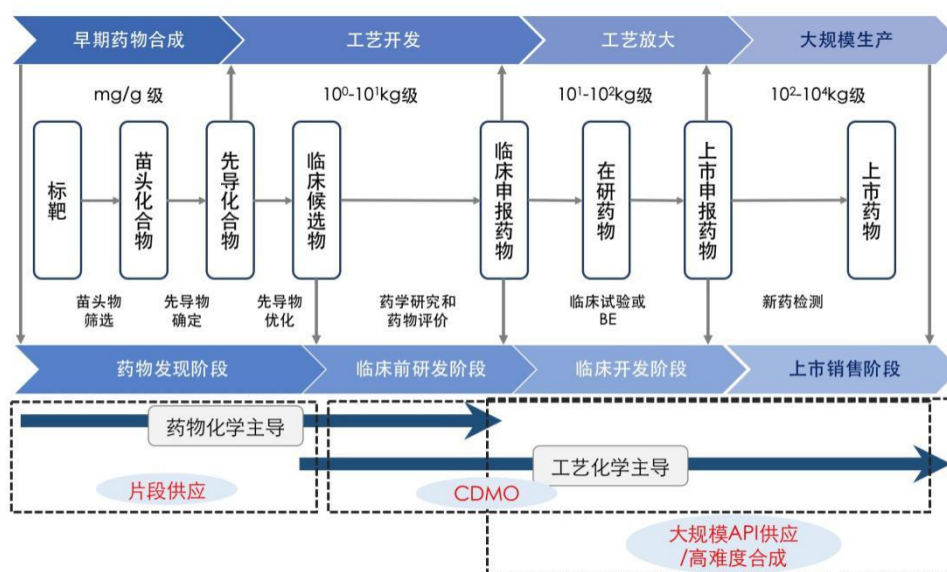 早期药物合成
工艺开发
工艺放大
大规模生产
mg/g 级
10⁰-10¹kg级
10¹-10²kg级
10²-10⁴kg级
标靶
苗头化合物
先导化合物
临床候选物
临床申报药物
在研药物
上市申报药物
上市药物
苗头物
筛选
先导物
确定
先导物
优化
药学研究和
药物评价
临床试验或
BE
新药检测
药物发现阶段
临床前研发阶段
临床开发阶段
上市销售阶段
药物化学主导
工艺化学主导
片段供应
CDMO
大规模API供应
/高难度合成